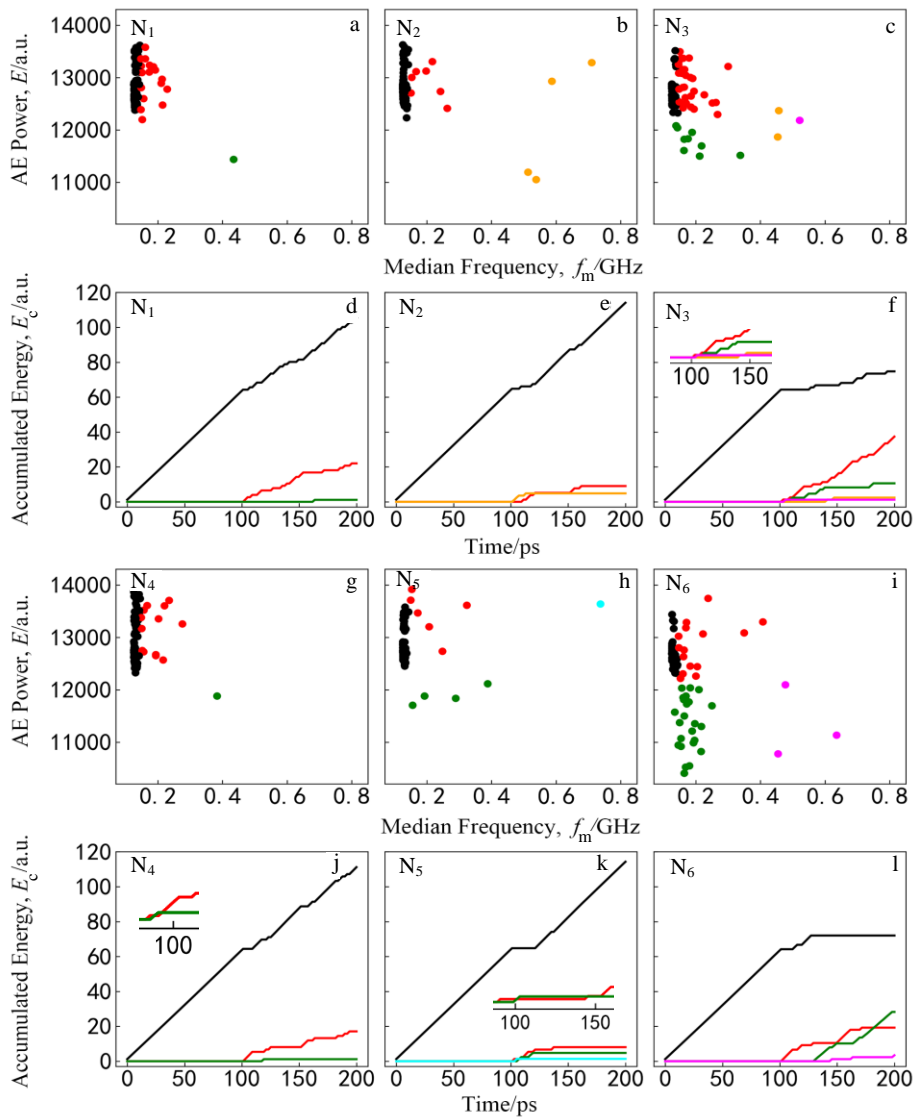 N1 a N2 b N3 c
AE Power, E/a.u.
14000
13000
12000
11000
0.2 0.4 0.6 0.8 0.2 0.4 0.6 0.8 0.2 0.4 0.6 0.8
Median Frequency, fm/GHz
N1 d N2 e N3 f
Accumulated Energy, Ec/a.u.
120
100
80
60
40
20
0
100 150
0 50 100 150 200 0 50 100 150 200 0 50 100 150 200
Time/ps
N4 g N5 h N6 i
AE Power, E/a.u.
14000
13000
12000
11000
0.2 0.4 0.6 0.8 0.2 0.4 0.6 0.8 0.2 0.4 0.6 0.8
Median Frequency, fm/GHz
N4 j N5 k N6 l
Accumulated Energy, Ec/a.u.
120
100
80
60
40
20
0
100
100 150
0 50 100 150 200 0 50 100 150 200 0 50 100 150 200
Time/ps